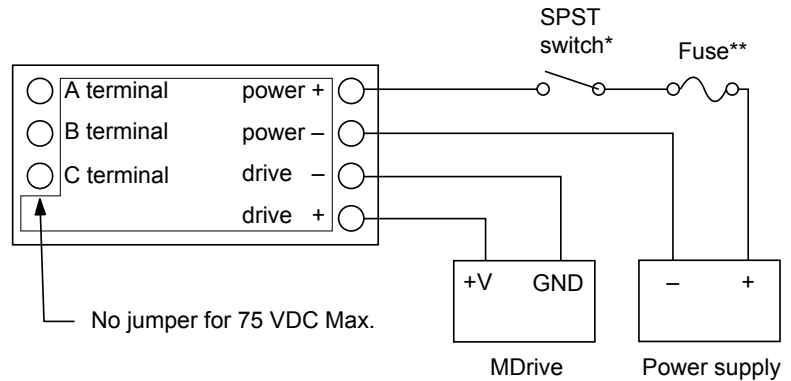 SPST
switch*
Fuse**
A terminal power +
B terminal power –
C terminal drive –
drive +
+V GND
– +
No jumper for 75 VDC Max.
MDrive
Power supply